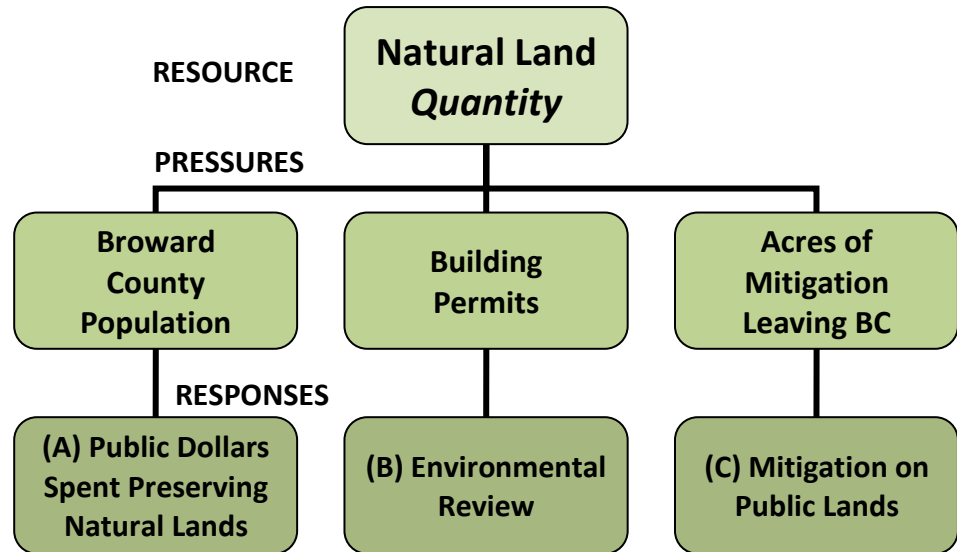 Natural Land
RESOURCE
Quantity
PRESSURES
Broward
County
Population
Building
Permits
Acres of
Mitigation
Leaving BC
RESPONSES
(A) Public Dollars
Spent Preserving
Natural Lands
(B) Environmental
Review
(C) Mitigation on
Public Lands